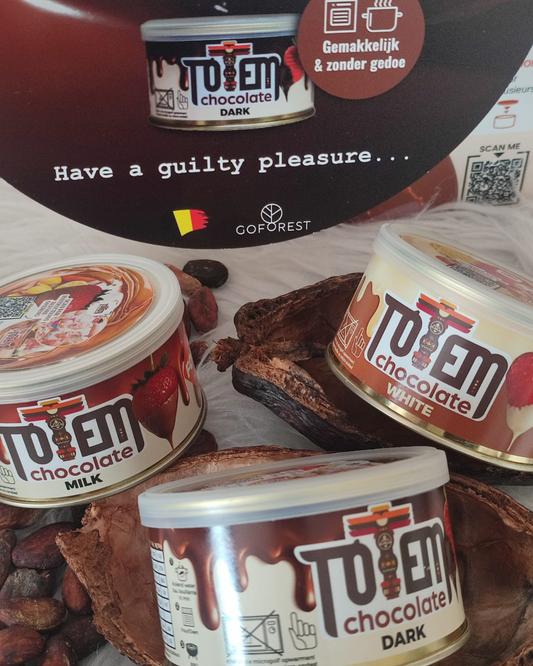 Gemakkelijk
& zonder gedoe
TOTEM
chocolate
DARK
SCAN ME
Have a guilty pleasure...
GOFOREST
TOTEM
chocolate
WHITE
TOTEM
chocolate
MILK
TOTEM
chocolate
DARK